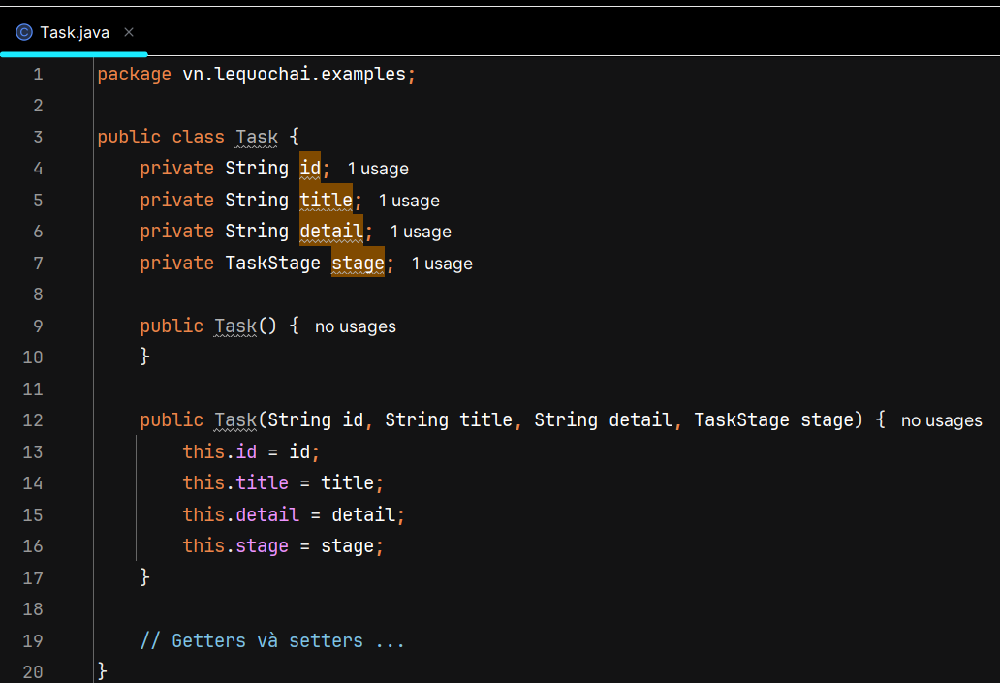 Task.java
1 package vn.lequochai.examples;
2
3 public class Task {
4     private String id; 1 usage
5     private String title; 1 usage
6     private String detail; 1 usage
7     private TaskStage stage; 1 usage
8
9     public Task() { no usages
10     }
11
12     public Task(String id, String title, String detail, TaskStage stage) { no usages
13         this.id = id;
14         this.title = title;
15         this.detail = detail;
16         this.stage = stage;
17     }
18
19     // Getters và setters ...
20 }